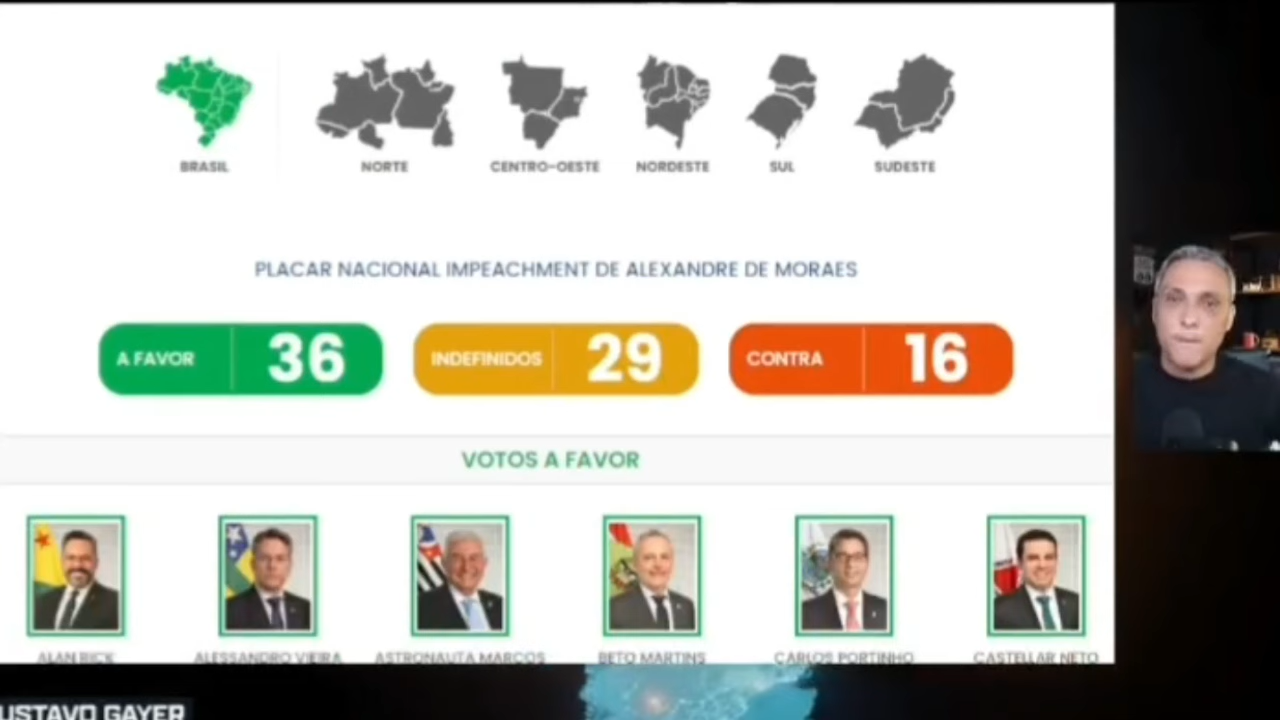 BRASIL NORTE CENTRO-OESTE NORDESTE SUL SUDESTE
PLACAR NACIONAL IMPEACHMENT DE ALEXANDRE DE MORAES
A FAVOR 36 INDEFINIDOS 29 CONTRA 16
VOTOS A FAVOR
ALAN RICK ALESSANDRO VIEIRA ASTRONAUTA MARCOS BETO MARTINS CARLOS PORTINHO CASTELLAR NETO
USTAVO GAYER